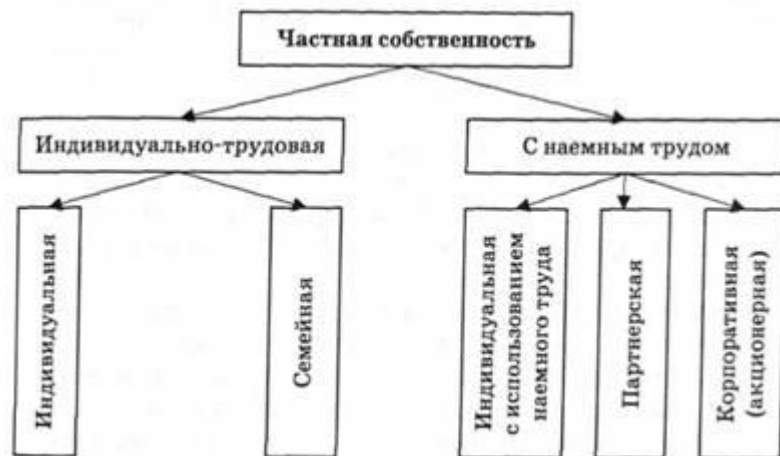 Частная собственность
Индивидуально-трудовая
С наемным трудом
Индивидуальная
Семейная
Индивидуальная
с использованием
наемного труда
Партнерская
Корпоративная
(акционерная)